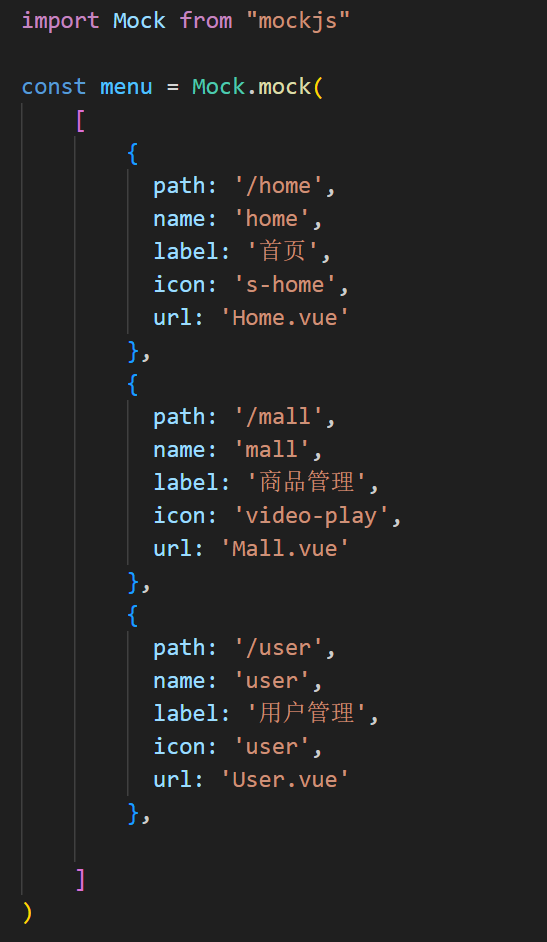 import Mock from "mockjs"
const menu = Mock.mock(
[
{
path: '/home',
name: 'home',
label: '首页',
icon: 's-home',
url: 'Home.vue'
},
{
path: '/mall',
name: 'mall',
label: '商品管理',
icon: 'video-play',
url: 'Mall.vue'
},
{
path: '/user',
name: 'user',
label: '用户管理',
icon: 'user',
url: 'User.vue'
},
]
)